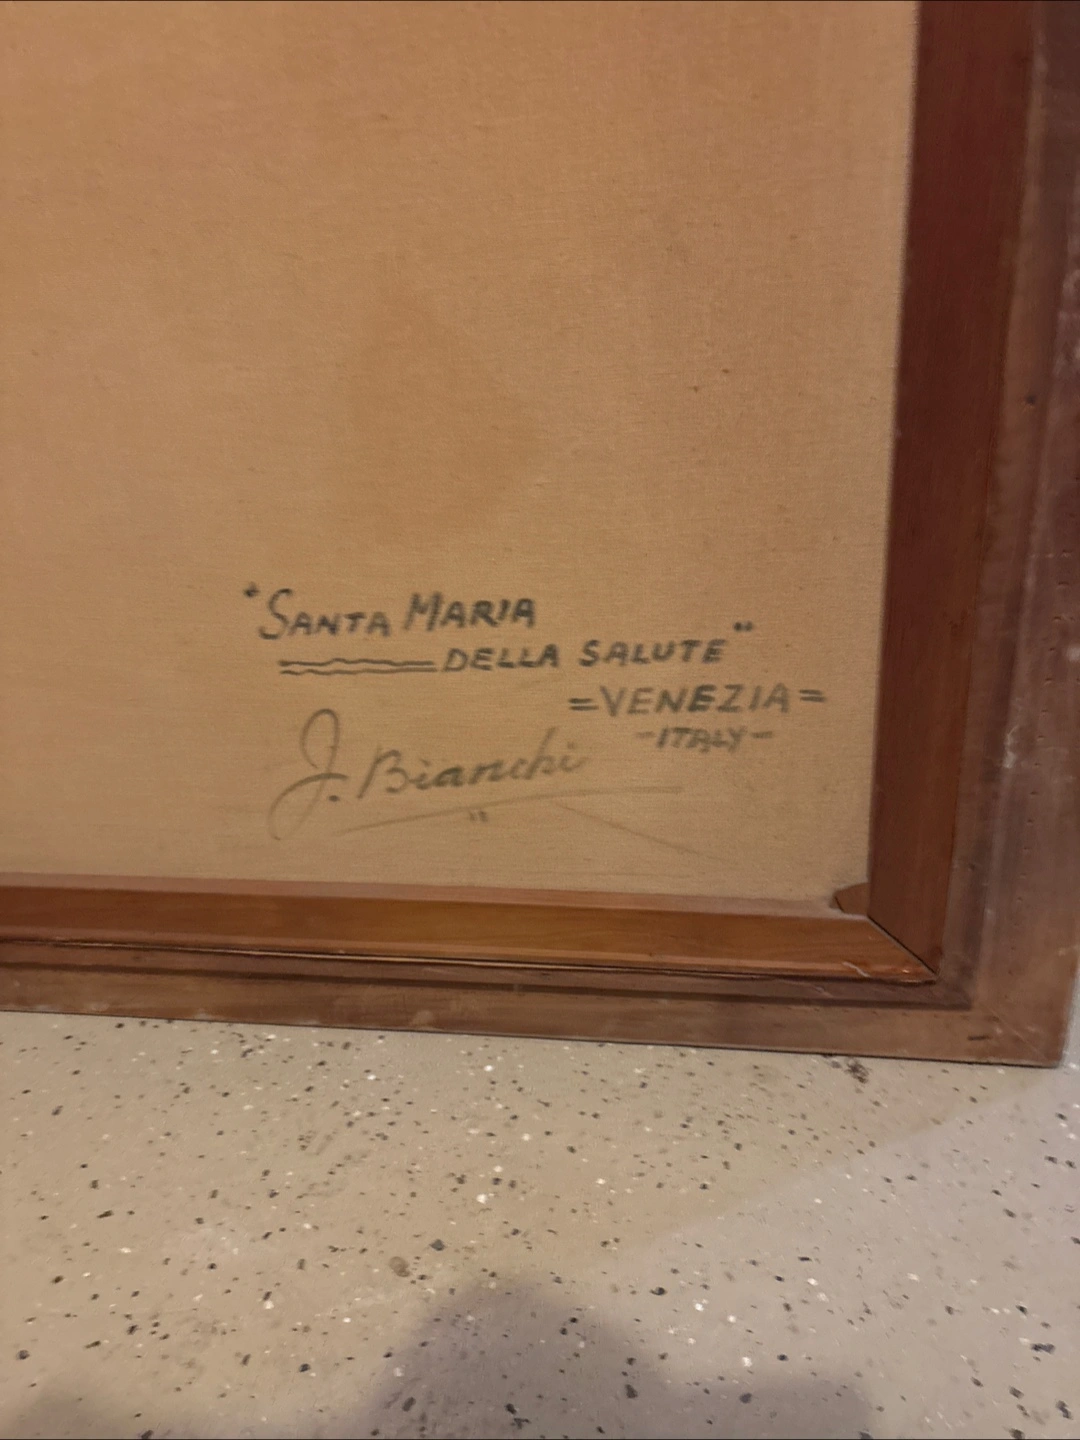 "SANTA MARIA
DELLA SALUTE"
=VENEZIA=
-ITALY-
J. Bianchi